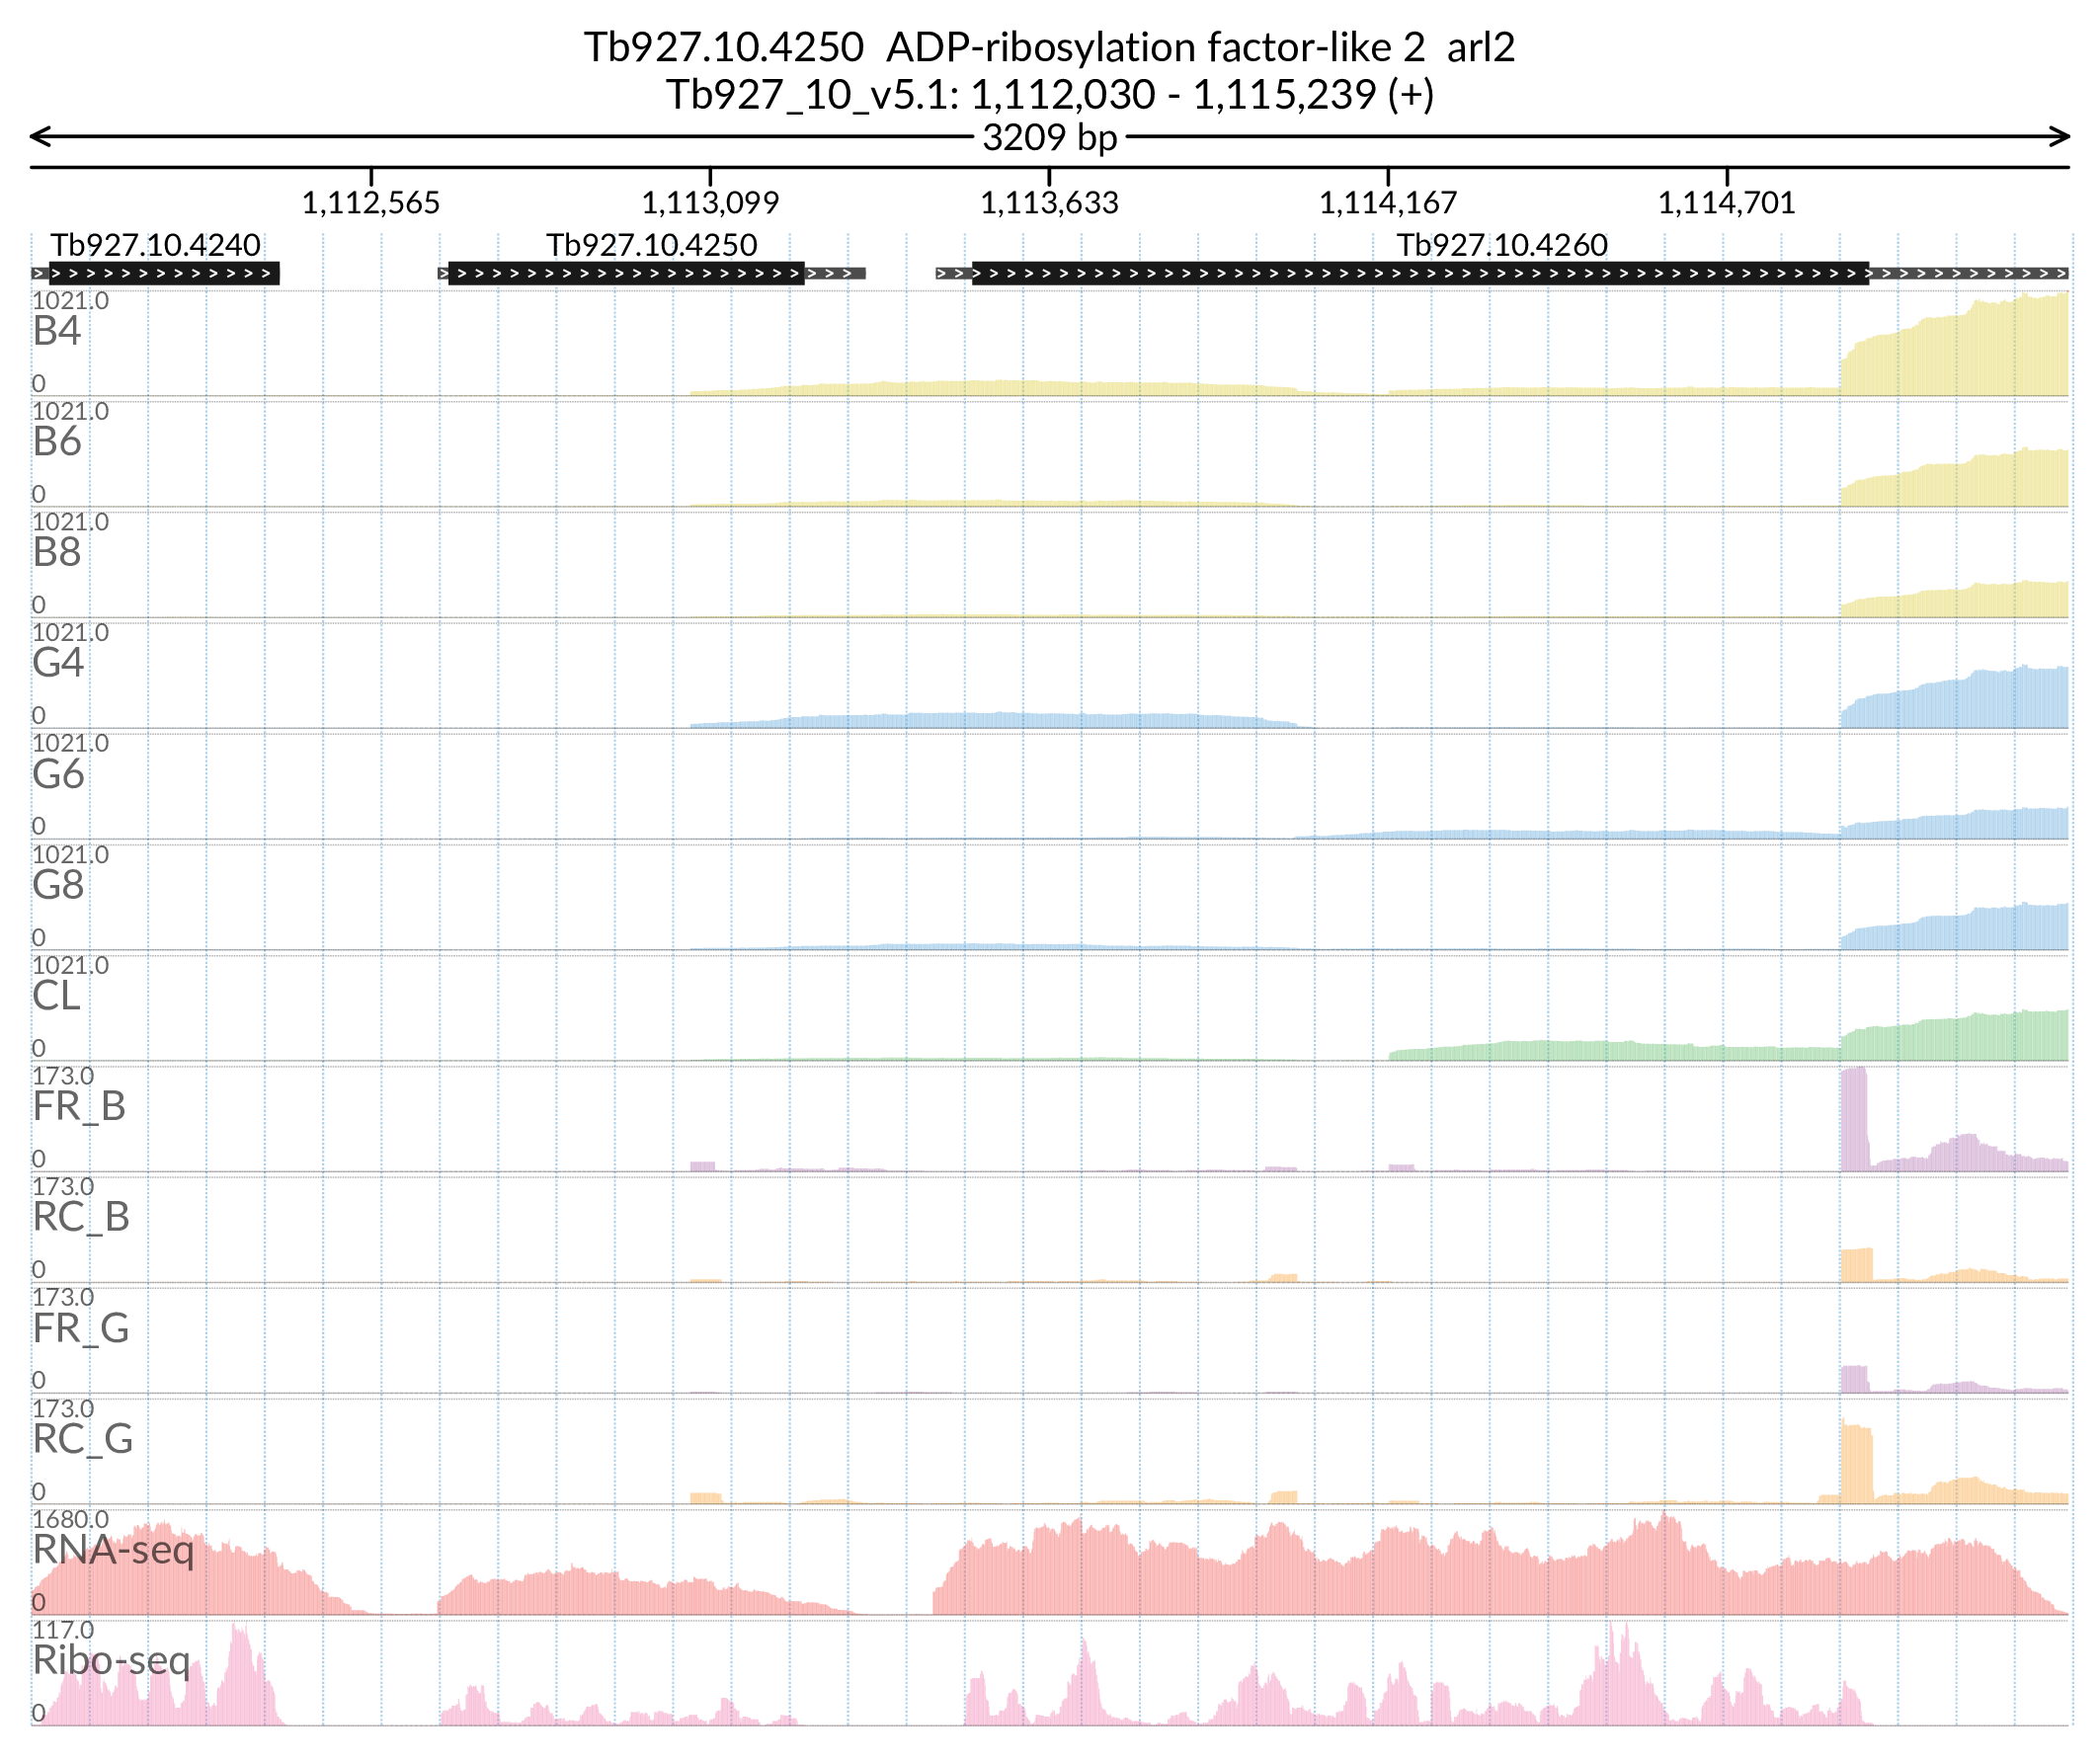 Tb927.10.4250 ADP-ribosylation factor-like 2 arl2
Tb927_10_v5.1: 1,112,030 - 1,115,239 (+)
3209 bp
1,112,565 1,113,099 1,113,633 1,114,167 1,114,701
Tb927.10.4240 Tb927.10.4250 Tb927.10.4260
1021.0
B4
0
1021.0
B6
0
1021.0
B8
0
1021.0
G4
0
1021.0
G6
0
1021.0
G8
0
1021.0
CL
0
173.0
FR_B
0
173.0
RC_B
0
173.0
FR_G
0
173.0
RC_G
0
1680.0
RNA-seq
0
117.0
Ribo-seq
0